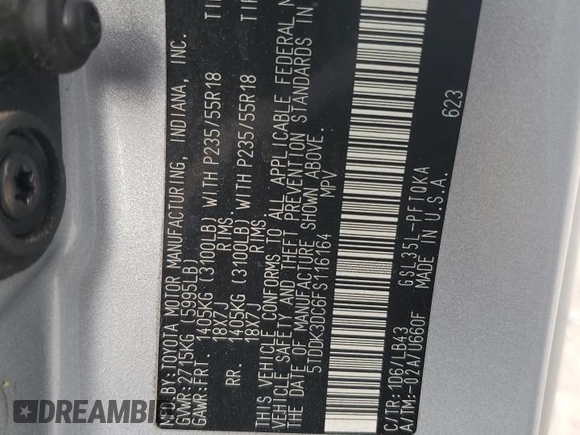 MFD.BY:TOYOTA MOTOR MANUFACTURING, INDIANA, INC.
GVWR:2715KG (5995LB)
GAWR:FRT. 1405KG (3100LB) WITH P235/55R18 TI
18X7J RIMS.
RR. 1405KG (3100LB) WITH P235/55R18 TI
18X7J RIMS.
THIS VEHICLE CONFORMS TO ALL APPLICABLE FEDERAL
VEHICLE SAFETY AND THEFT PREVENTION STANDARDS IN
DATE OF MANUFACTURE SHOWN ABOVE.
5TDDK3DC6FS116164 MPV
623
C/TR:1D6/LB43 GSL35L-PFTQKA
A/TM:-02A/U660F MADE IN U.S.A.
DREAMBID